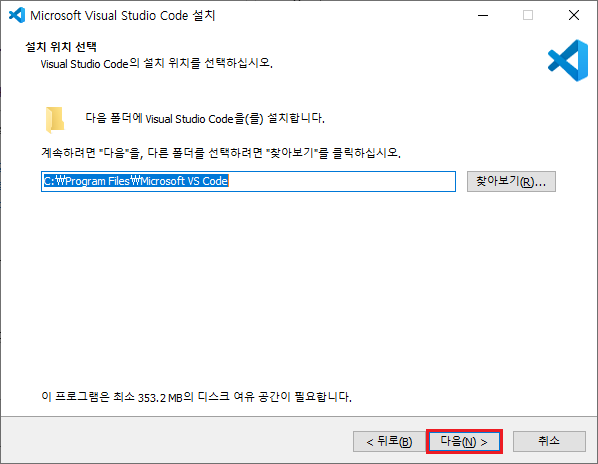 Microsoft Visual Studio Code 설치
설치 위치 선택
Visual Studio Code의 설치 위치를 선택하십시오.
다음 폴더에 Visual Studio Code을(를) 설치합니다.
계속하려면 "다음"을, 다른 폴더를 선택하려면 "찾아보기"를 클릭하십시오.
C:₩Program Files₩Microsoft VS Code
찾아보기(R)...
이 프로그램은 최소 353.2 MB의 디스크 여유 공간이 필요합니다.
< 뒤로(B)
다음(N) >
취소